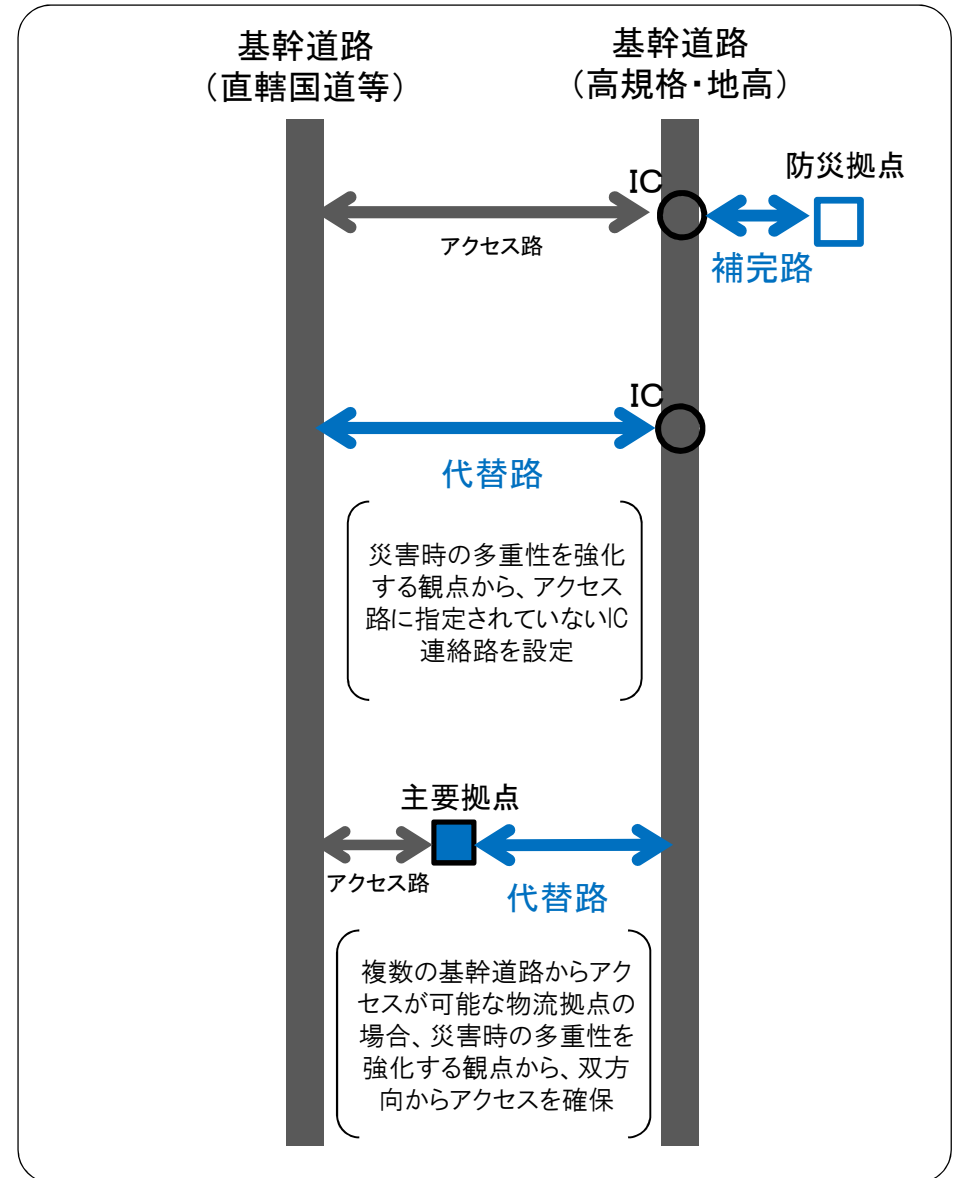 基幹道路
（直轄国道等）
基幹道路
（高規格・地高）
防災拠点
IC
アクセス路
補完路
IC
代替路
災害時の多重性を強化
する観点から、アクセス
路に指定されていないIC
連絡路を設定
主要拠点
アクセス路
代替路
複数の基幹道路からアク
セスが可能な物流拠点の
場合、災害時の多重性を
強化する観点から、双方
向からアクセスを確保